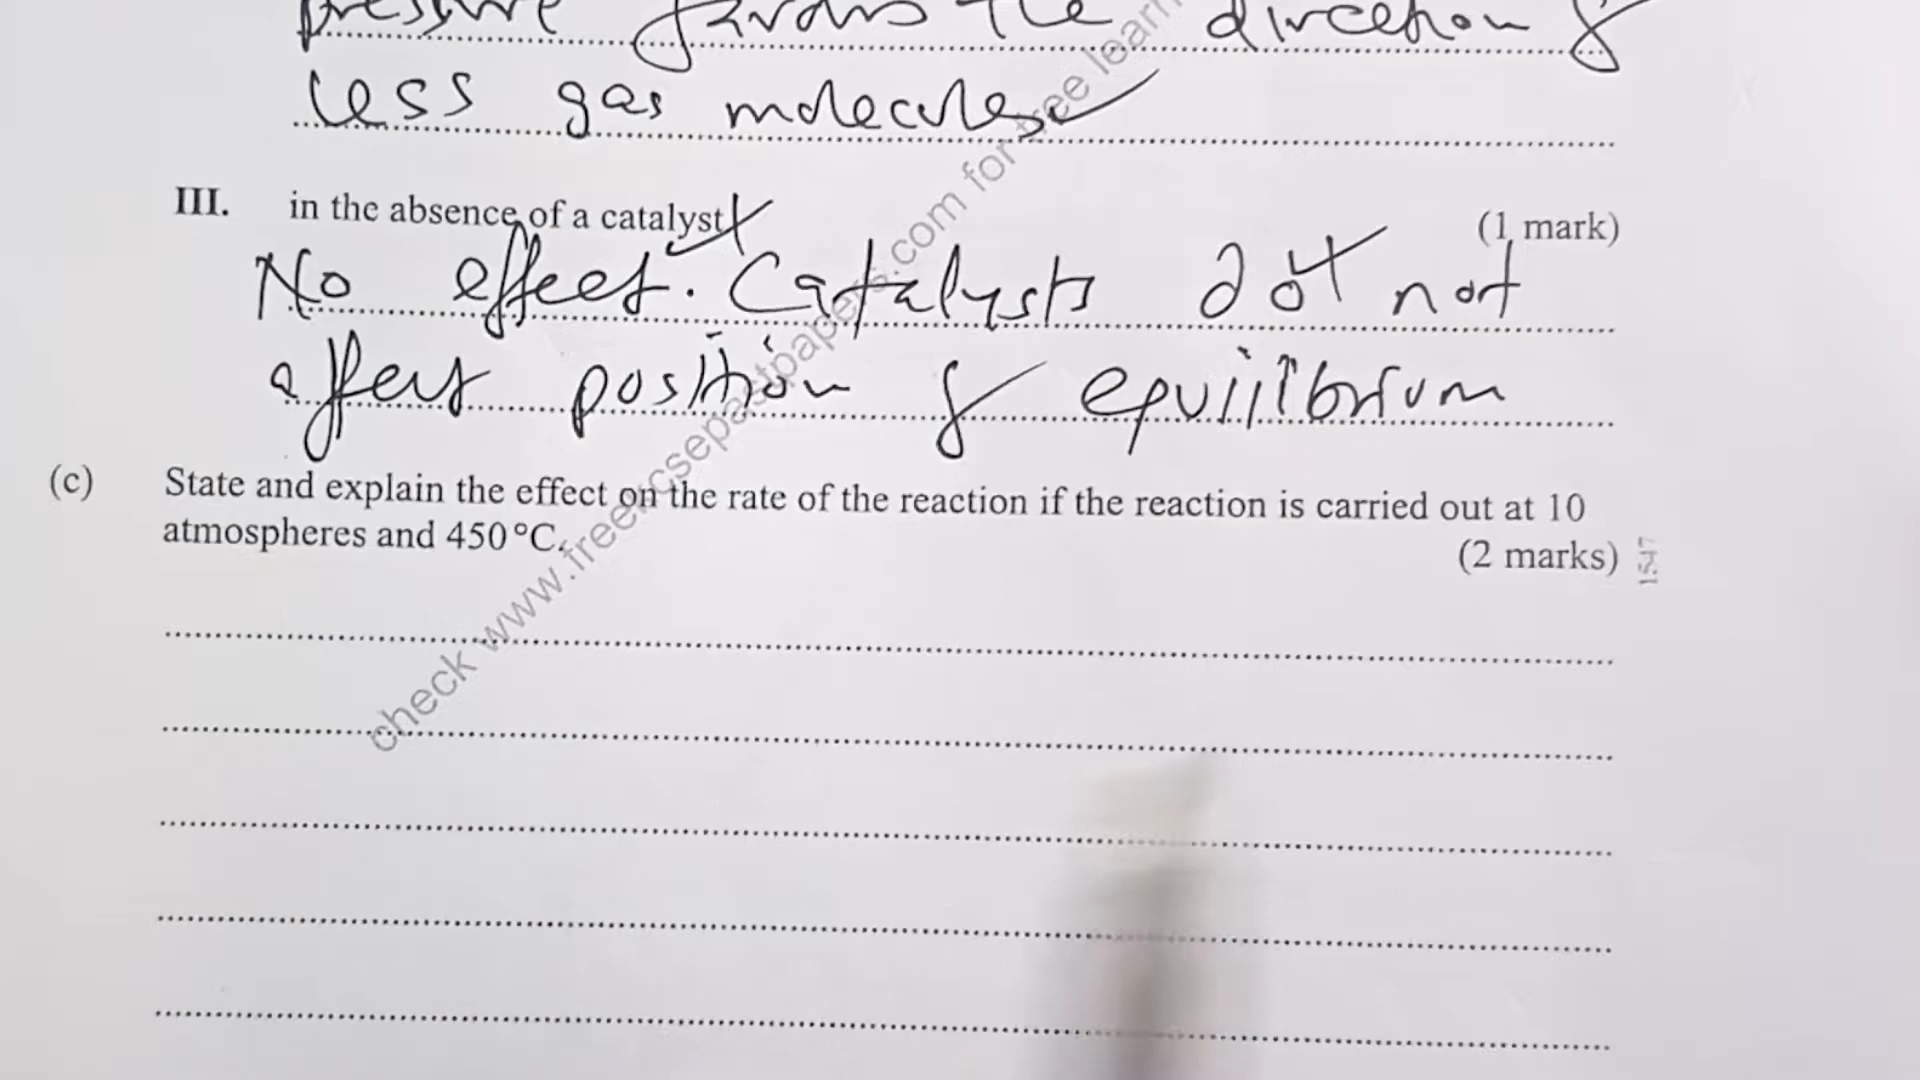 pressure favours the direction of
less gas molecules
III. in the absence of a catalyst (1 mark)
No effect. Catalysts do not
affect position of equilibrium
(c) State and explain the effect on the rate of the reaction if the reaction is carried out at 10
atmospheres and 450 °C. (2 marks)
1547
check www.freekcsepastpapers.com for free learn